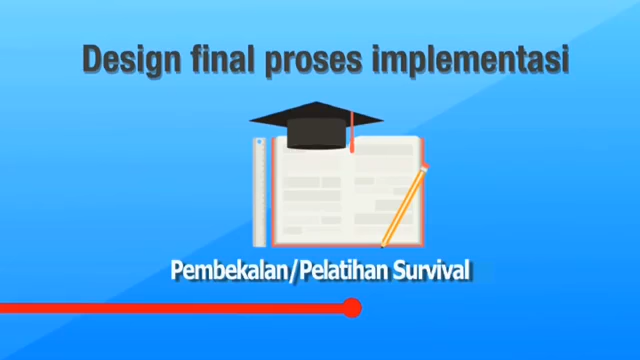 Design final proses implementasi
Pembekalan/Pelatihan Survival